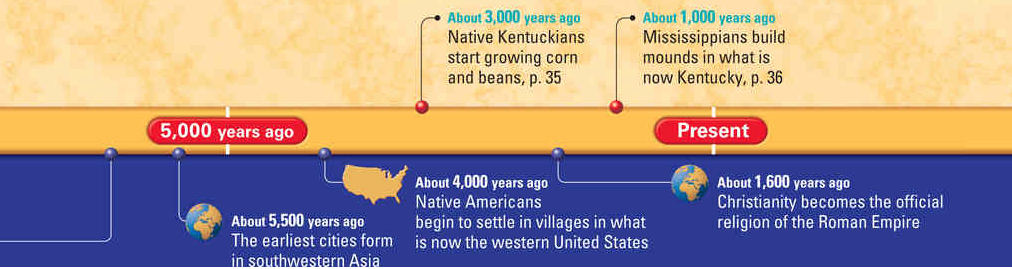 About 3,000 years ago
Native Kentuckians
start growing corn
and beans, p. 35
About 1,000 years ago
Mississippians build
mounds in what is
now Kentucky, p. 36
5,000 years ago
Present
About 5,500 years ago
The earliest cities form
in southwestern Asia
About 4,000 years ago
Native Americans
begin to settle in villages in what
is now the western United States
About 1,600 years ago
Christianity becomes the official
religion of the Roman Empire